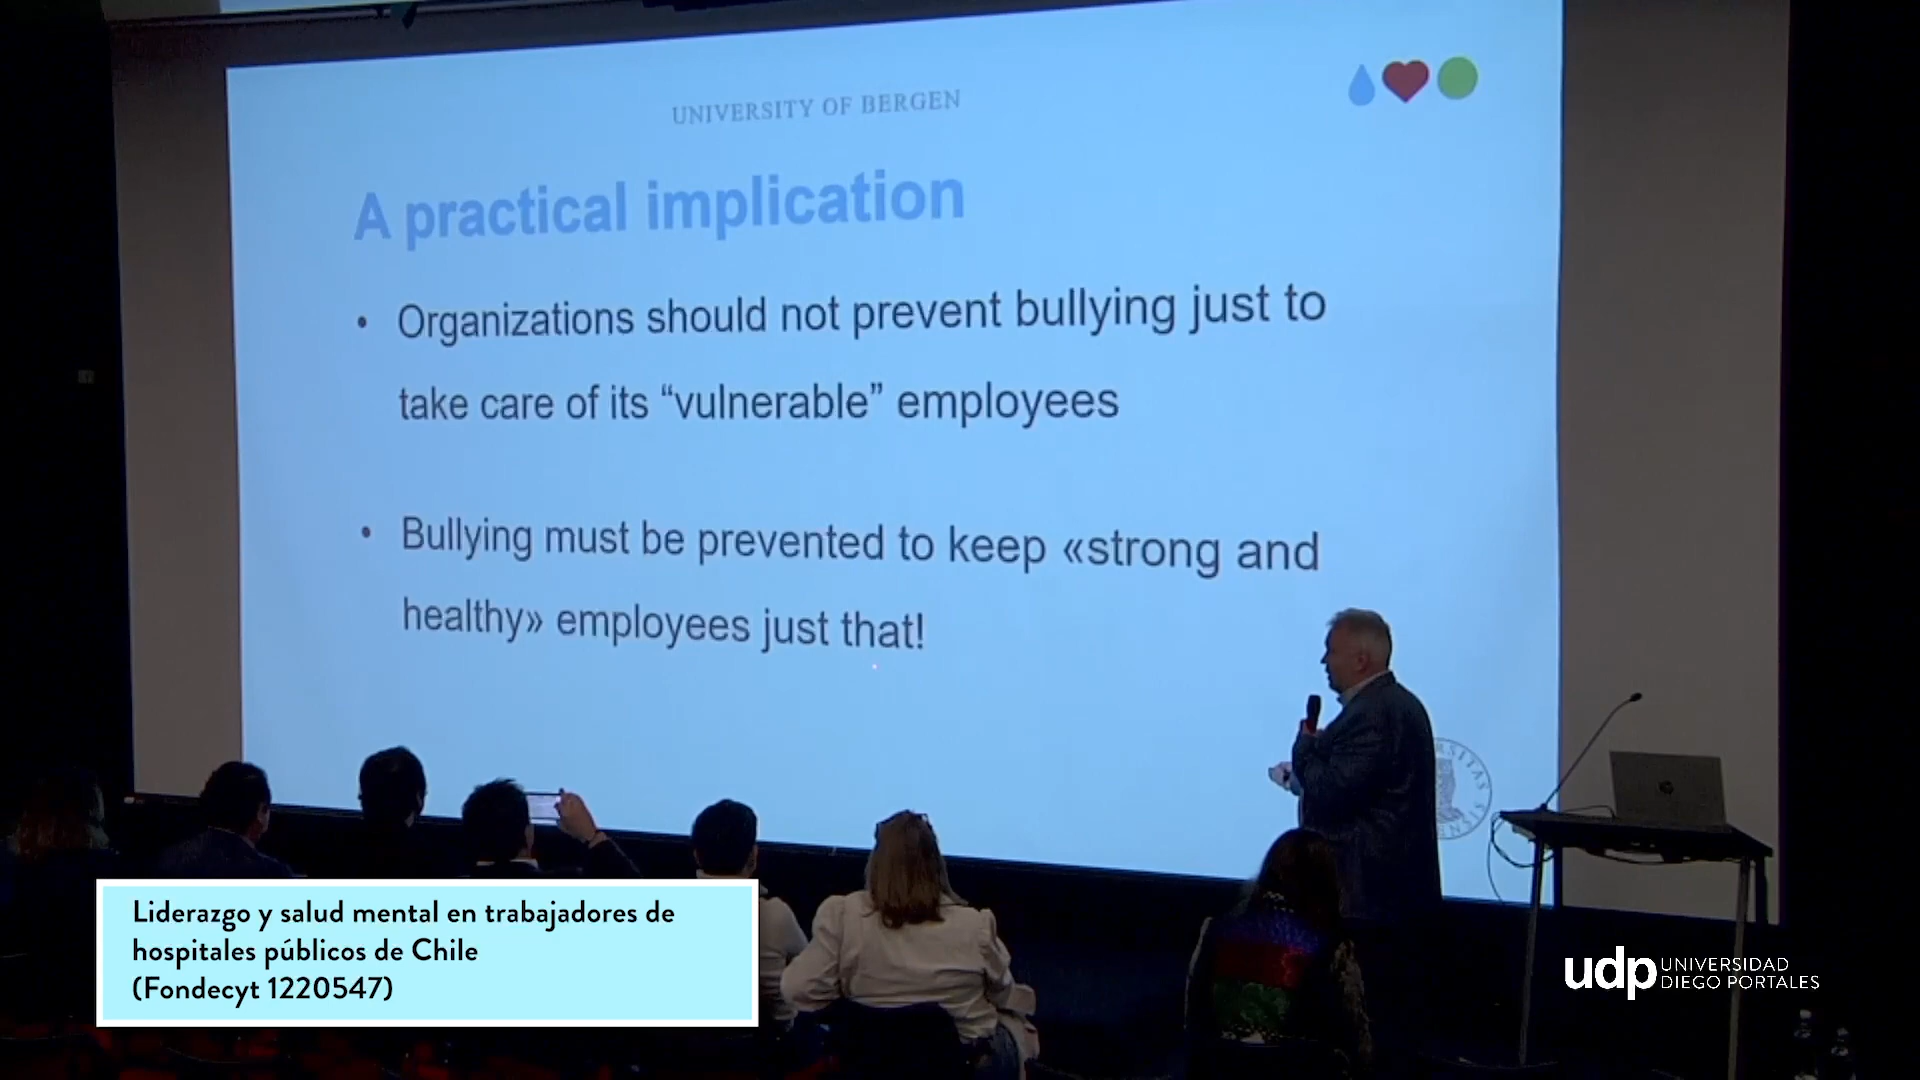 UNIVERSITY OF BERGEN
A practical implication
• Organizations should not prevent bullying just to
take care of its “vulnerable” employees
• Bullying must be prevented to keep «strong and
healthy» employees just that!
Liderazgo y salud mental en trabajadores de
hospitales públicos de Chile
(Fondecyt 1220547)
udp UNIVERSIDAD
DIEGO PORTALES